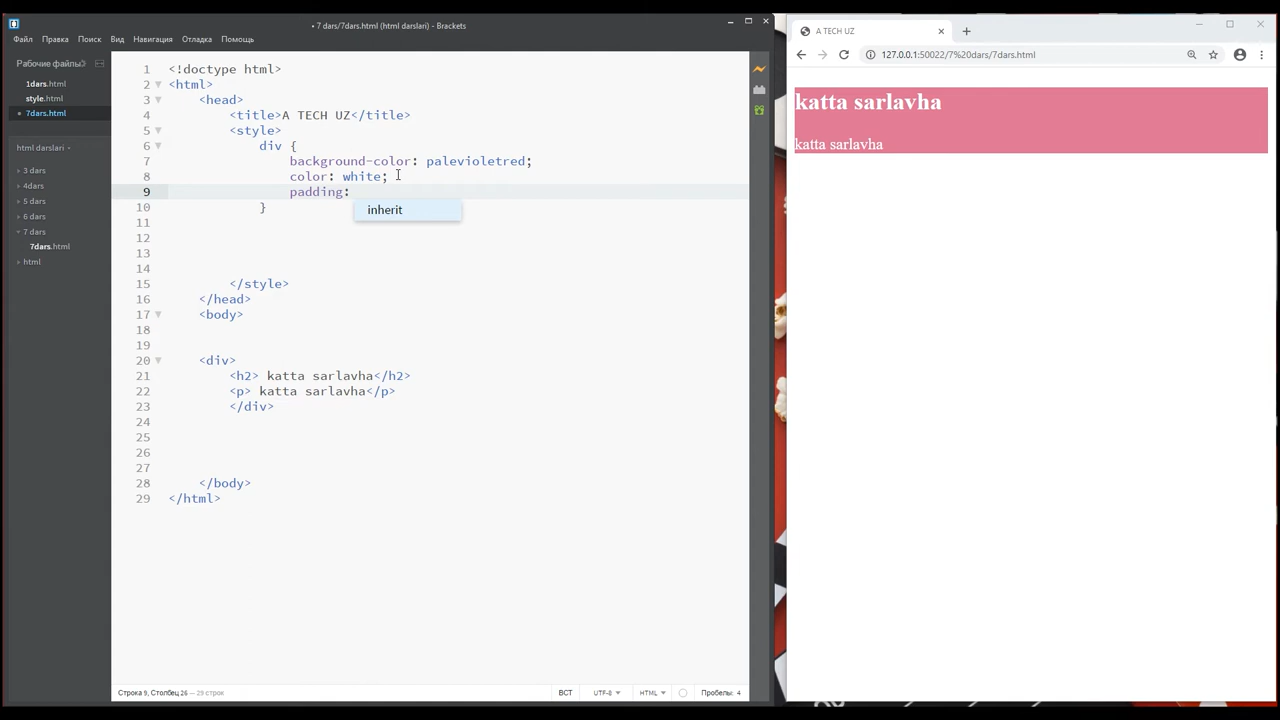 • 7 dars/7dars.html (html darslari) - Brackets
Файл Правка Поиск Вид Навигация Отладка Помощь
Рабочие файлы
1dars.html
style.html
7dars.html
html darslari
3 dars
4dars
5 dars
6 dars
7 dars
7dars.html
html
1 <!doctype html>
2 <html>
3 <head>
4 <title>A TECH UZ</title>
5 <style>
6 div {
7 background-color: palevioletred;
8 color: white;
9 padding:
inherit
10 }
11
12
13
14
15 </style>
16 </head>
17 <body>
18
19
20 <div>
21 <h2> katta sarlavha</h2>
22 <p> katta sarlavha</p>
23 </div>
24
25
26
27
28 </body>
29 </html>
Строка 9, Столбец 26 — 29 строк
ВСТ UTF-8 HTML Пробелы: 4
A TECH UZ
127.0.0.1:50022/7%20dars/7dars.html
katta sarlavha
katta sarlavha